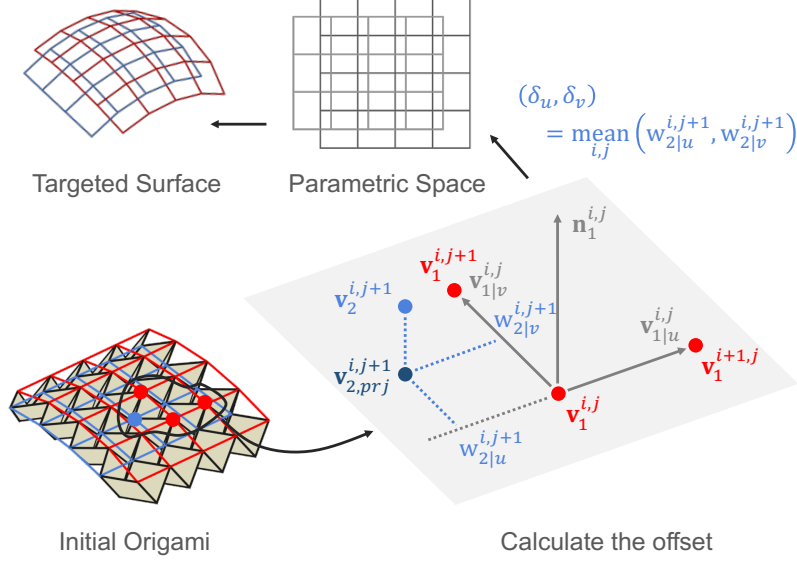 (δ_u, δ_v)
= mean_{i,j} (w_{2|u}^{i,j+1}, w_{2|v}^{i,j+1})
Targeted Surface
Parametric Space
n_1^{i,j}
v_1^{i,j+1}
v_{1|v}^{i,j}
v_2^{i,j+1}
w_{2|v}^{i,j+1}
v_{1|u}^{i,j}
v_1^{i+1,j}
v_{2,prj}^{i,j+1}
v_1^{i,j}
w_{2|u}^{i,j+1}
Initial Origami
Calculate the offset